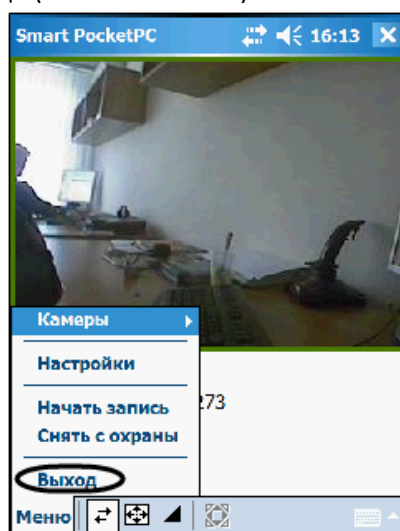 Smart PocketPC 16:13
Камеры
Настройки
273
Начать запись
Снять с охраны
Выход
Меню